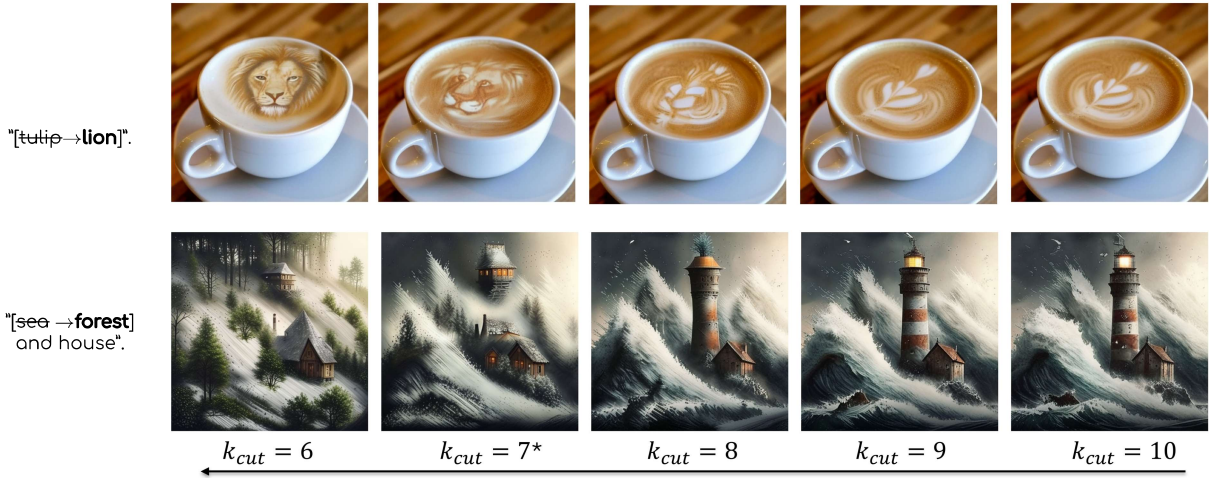 "[tulip→lion]".
"[sea →forest]
and house".
k_cut = 6
k_cut = 7*
k_cut = 8
k_cut = 9
k_cut = 10